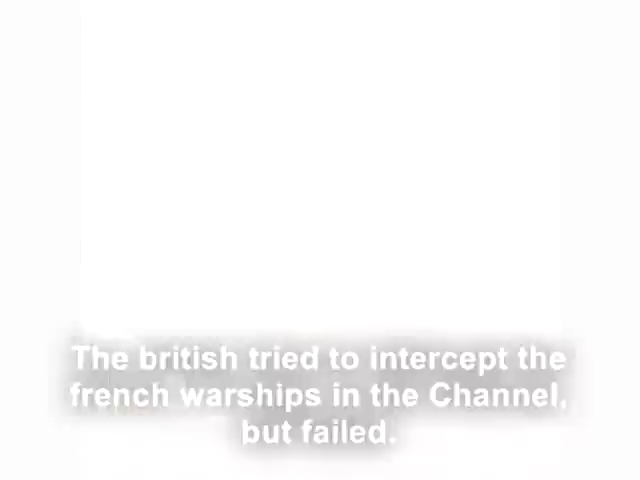 The british tried to intercept the
french warships in the Channel,
but failed.